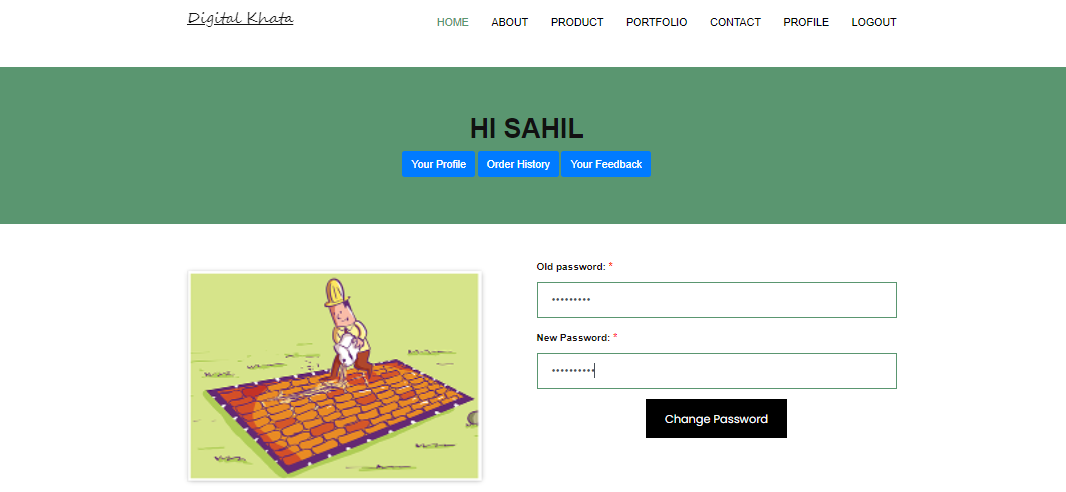 Digital Khata
HOME ABOUT PRODUCT PORTFOLIO CONTACT PROFILE LOGOUT
HI SAHIL
Your Profile Order History Your Feedback
Old password: *
•••••••••
New Password: *
••••••••••
Change Password